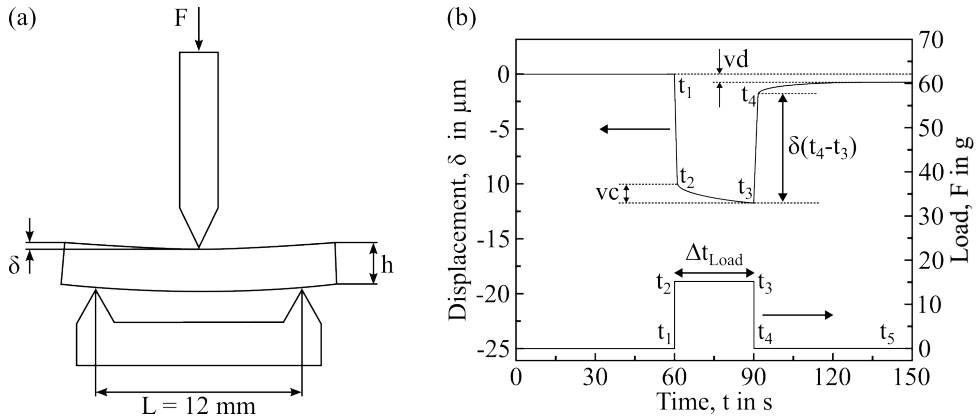 (a)
F
δ
h
L = 12 mm
(b)
Displacement, δ in µm
0
-5
10
-15
-20
-25
vd
t1
t4
δ(t4-t3)
t2
t3
vc
ΔtLoad
t2
t3
t1
t4
t5
0
30
60
90
120
150
Time, t in s
70
60
50
40
30
20
10
0
Load, F in g